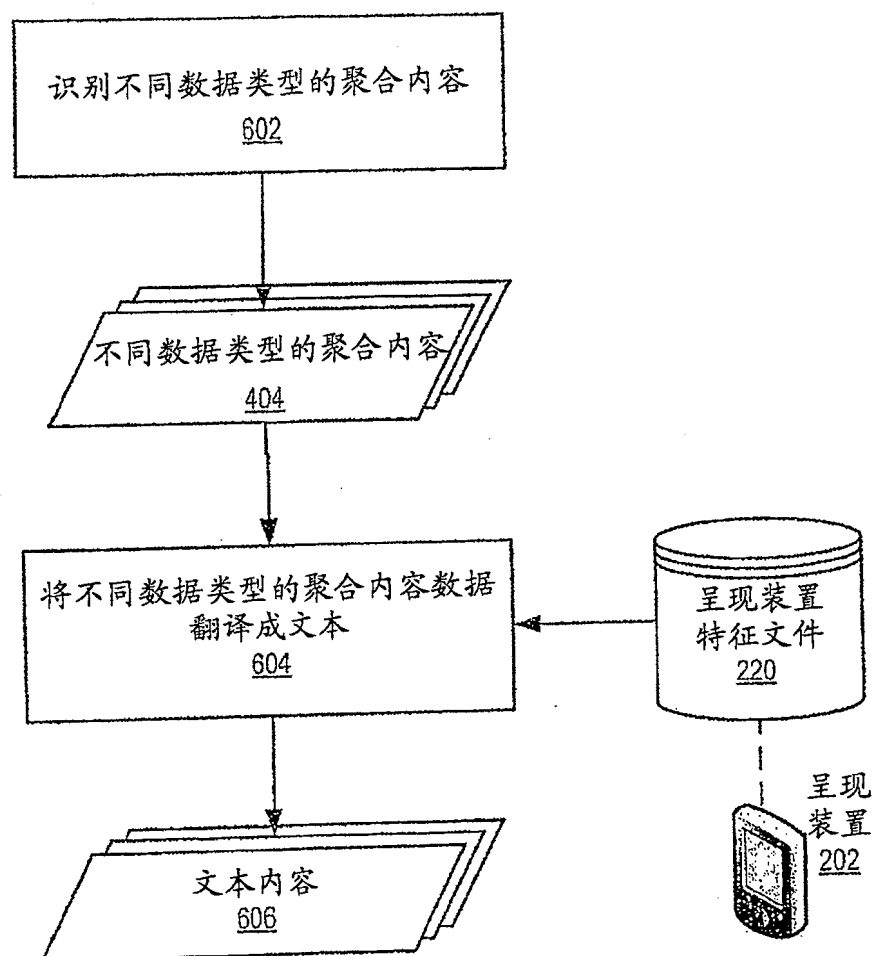 识别不同数据类型的聚合内容
602
不同数据类型的聚合内容
404
将不同数据类型的聚合内容数据
翻译成文本
604
呈现装置
特征文件
220
呈现
装置
202
文本内容
606